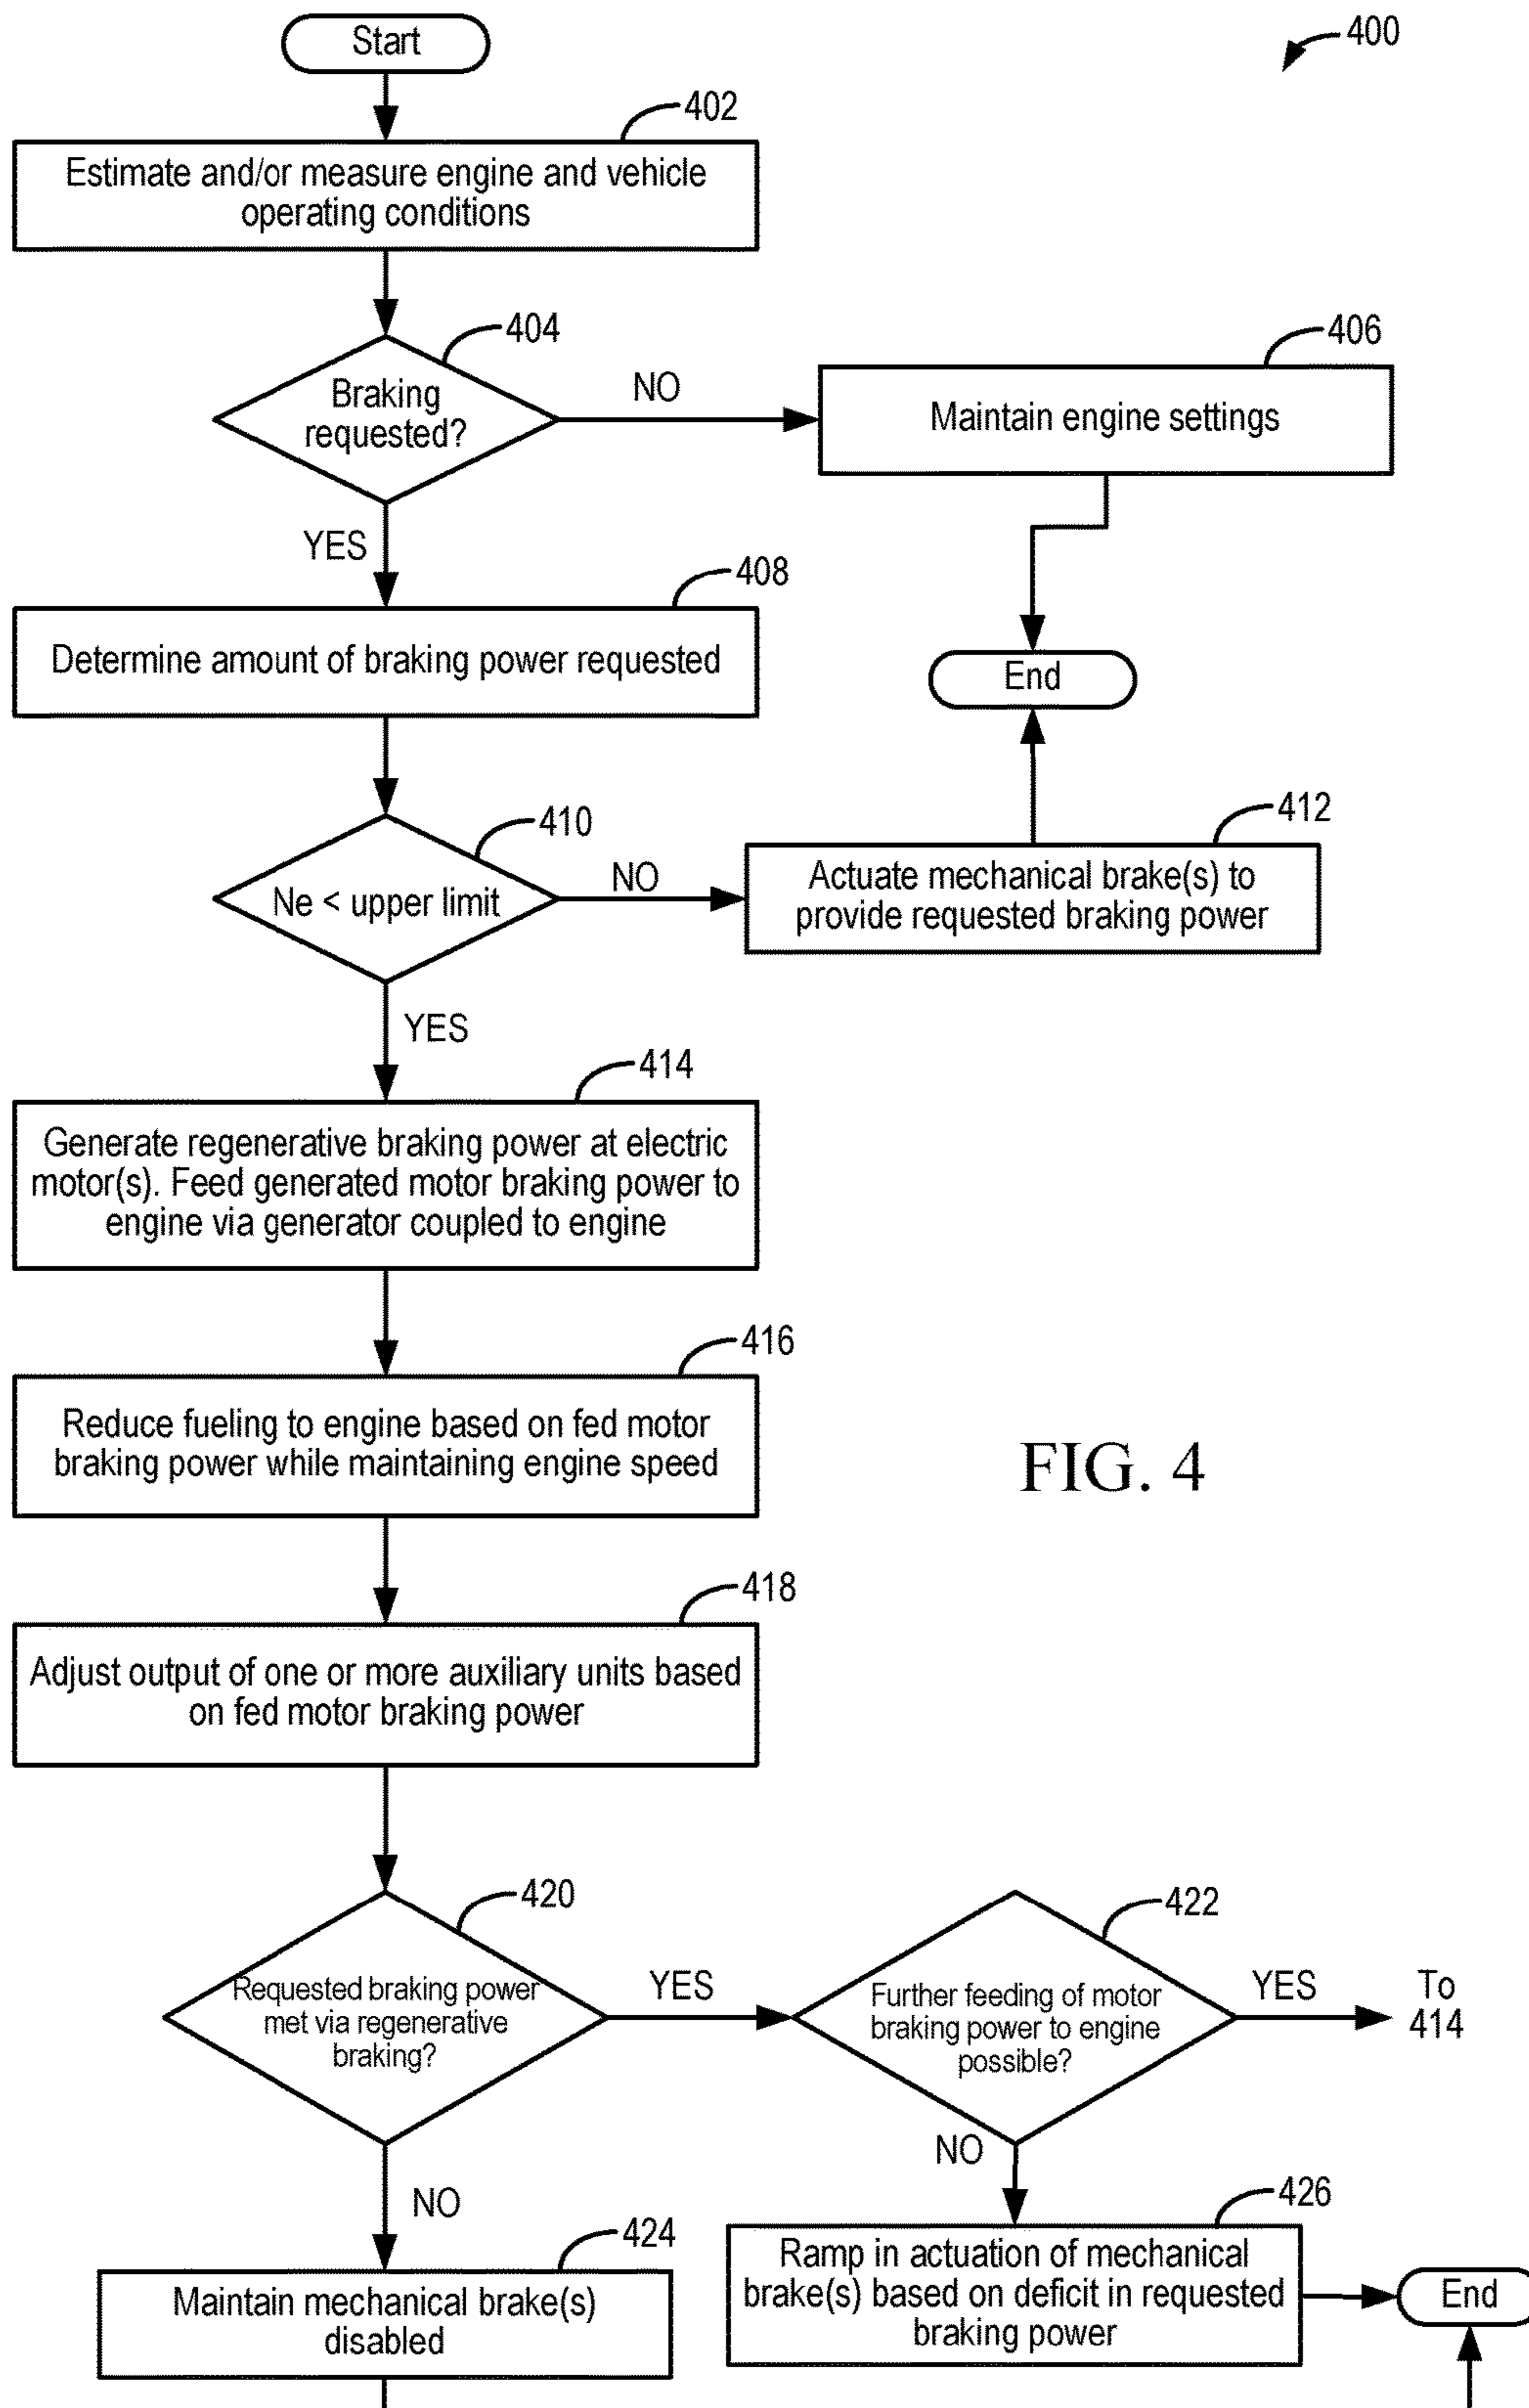 Start
400
402
Estimate and/or measure engine and vehicle
operating conditions
404
Braking
requested?
NO
406
Maintain engine settings
YES
408
Determine amount of braking power requested
End
410
Ne < upper limit
NO
412
Actuate mechanical brake(s) to
provide requested braking power
YES
414
Generate regenerative braking power at electric
motor(s). Feed generated motor braking power to
engine via generator coupled to engine
416
Reduce fueling to engine based on fed motor
braking power while maintaining engine speed
FIG. 4
418
Adjust output of one or more auxiliary units based
on fed motor braking power
420
Requested braking power
met via regenerative
braking?
YES
422
Further feeding of motor
braking power to engine
possible?
YES
To
414
NO
NO
424
Maintain mechanical brake(s)
disabled
426
Ramp in actuation of mechanical
brake(s) based on deficit in requested
braking power
End